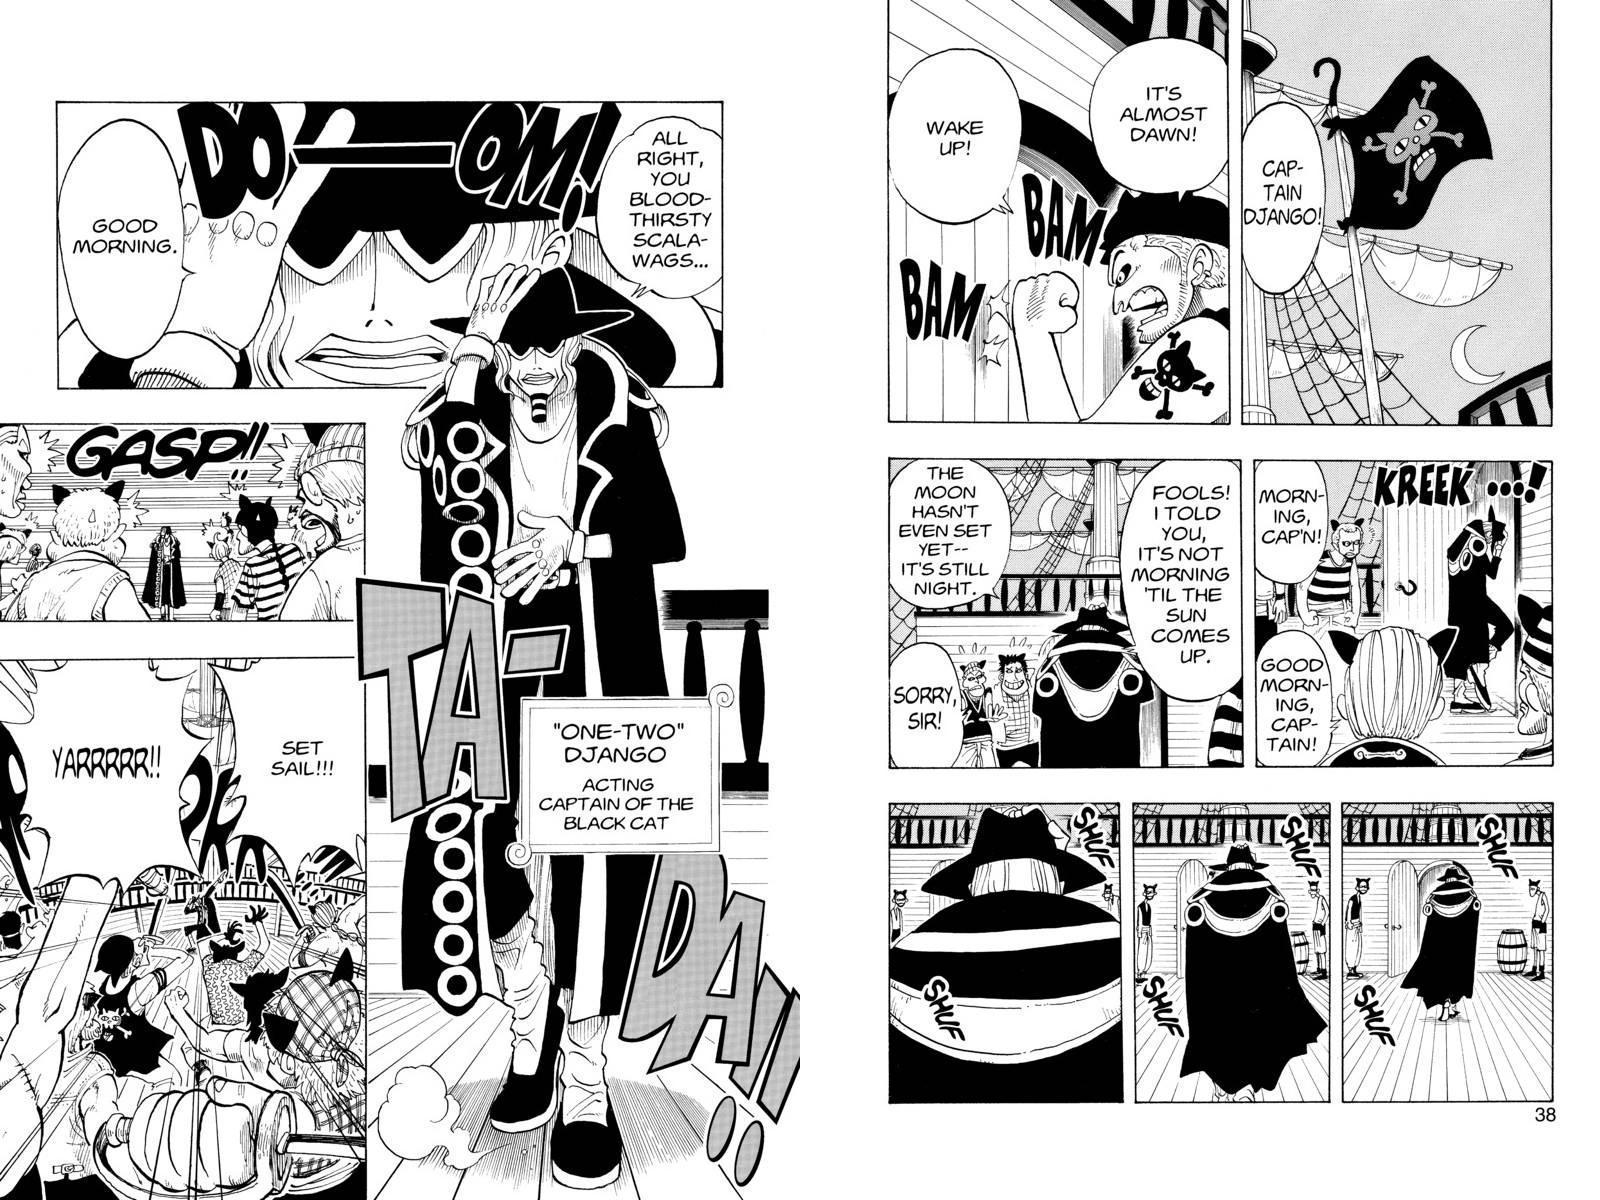 CAP-
TAIN
DJANGO!
IT'S
ALMOST
DAWN!
WAKE
UP!
BAM
BAM
KREEK ...!
MORN-
ING,
CAP'N!
GOOD
MORN-
ING,
CAP-
TAIN!
FOOLS!
I TOLD
YOU,
IT'S NOT
MORNING
'TIL THE
SUN
COMES
UP.
THE
MOON
HASN'T
EVEN SET
YET--
IT'S STILL
NIGHT.
SORRY,
SIR!
SHUF
SHUF
SHUF
SHUF
SHUF
SHUF
38
ALL
RIGHT,
YOU
BLOOD-
THIRSTY
SCALA-
WAGS...
DO—OM!
GOOD
MORNING.
GASP!!
TA-
DA!!
"ONE-TWO"
DJANGO
ACTING
CAPTAIN OF THE
BLACK CAT
SET
SAIL!!!
YARRRRR!!